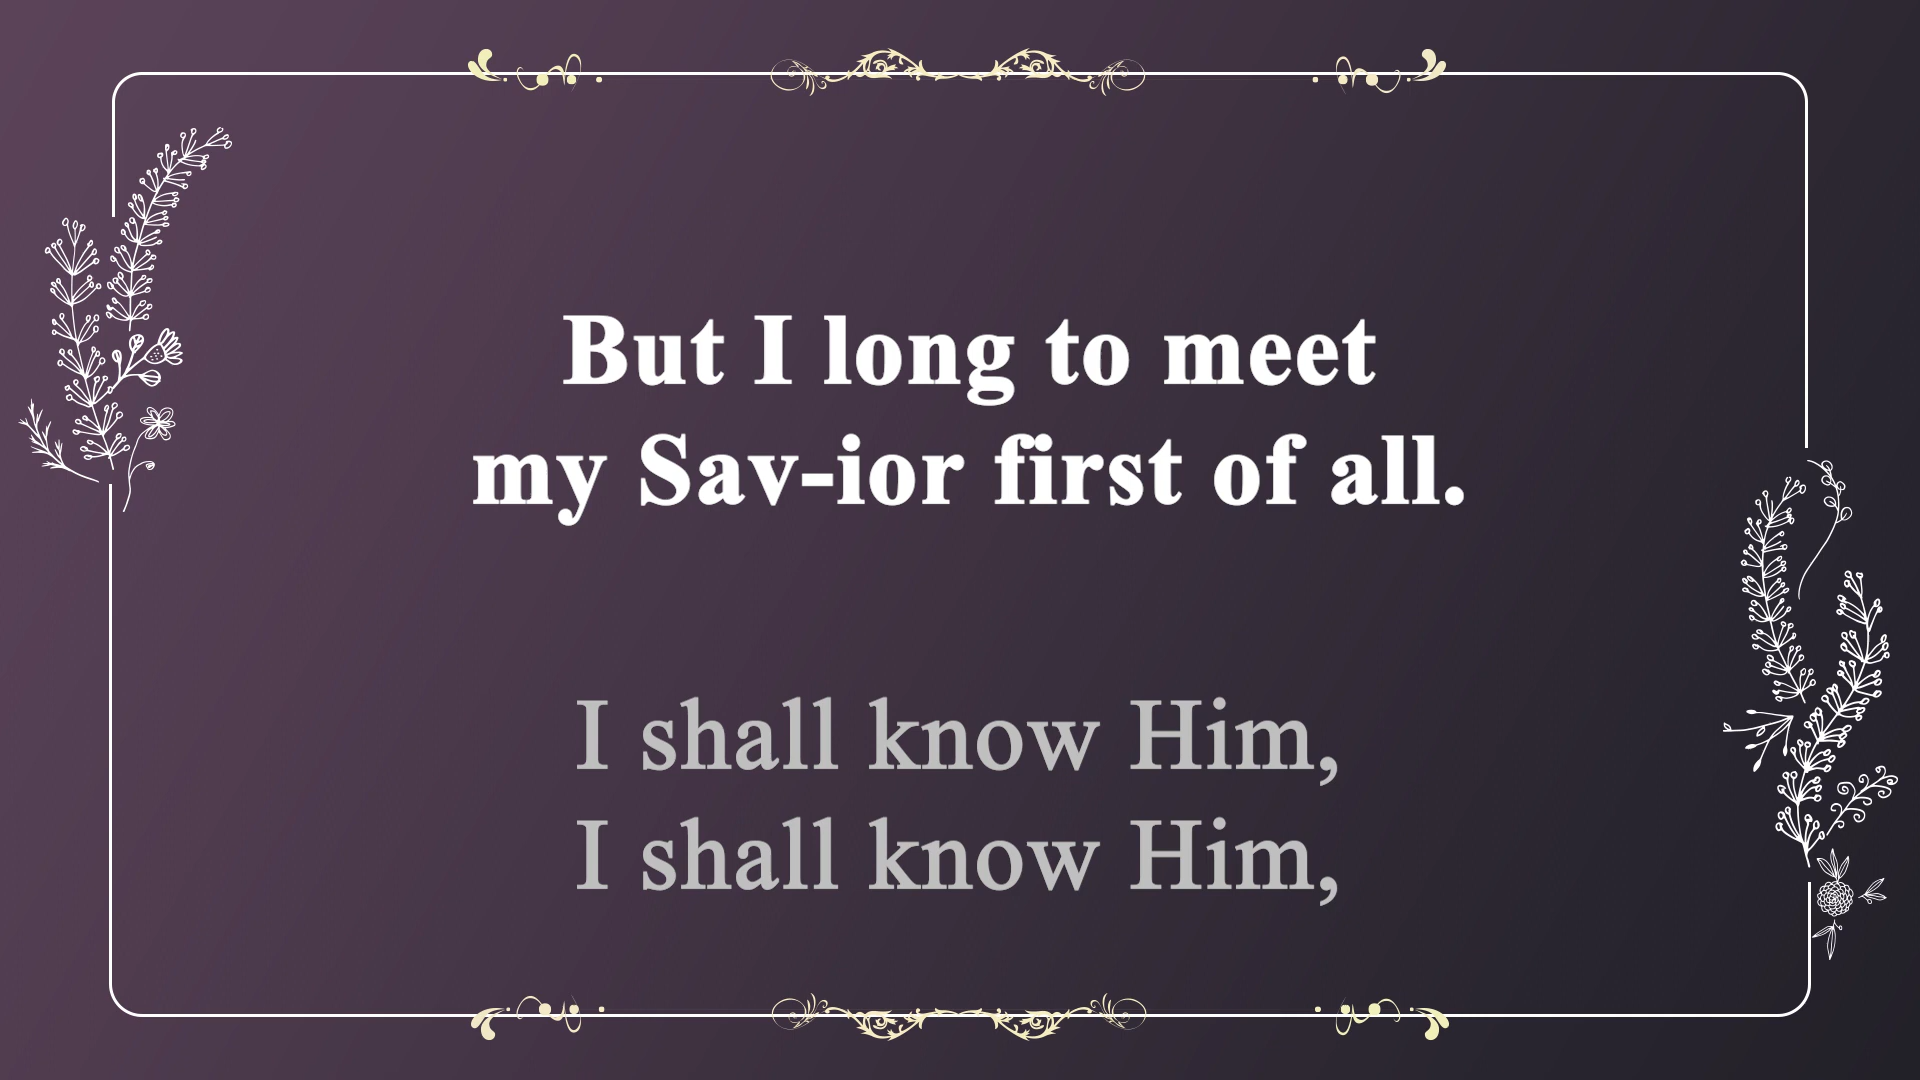 But I long to meet
my Sav-ior first of all.
I shall know Him,
I shall know Him,